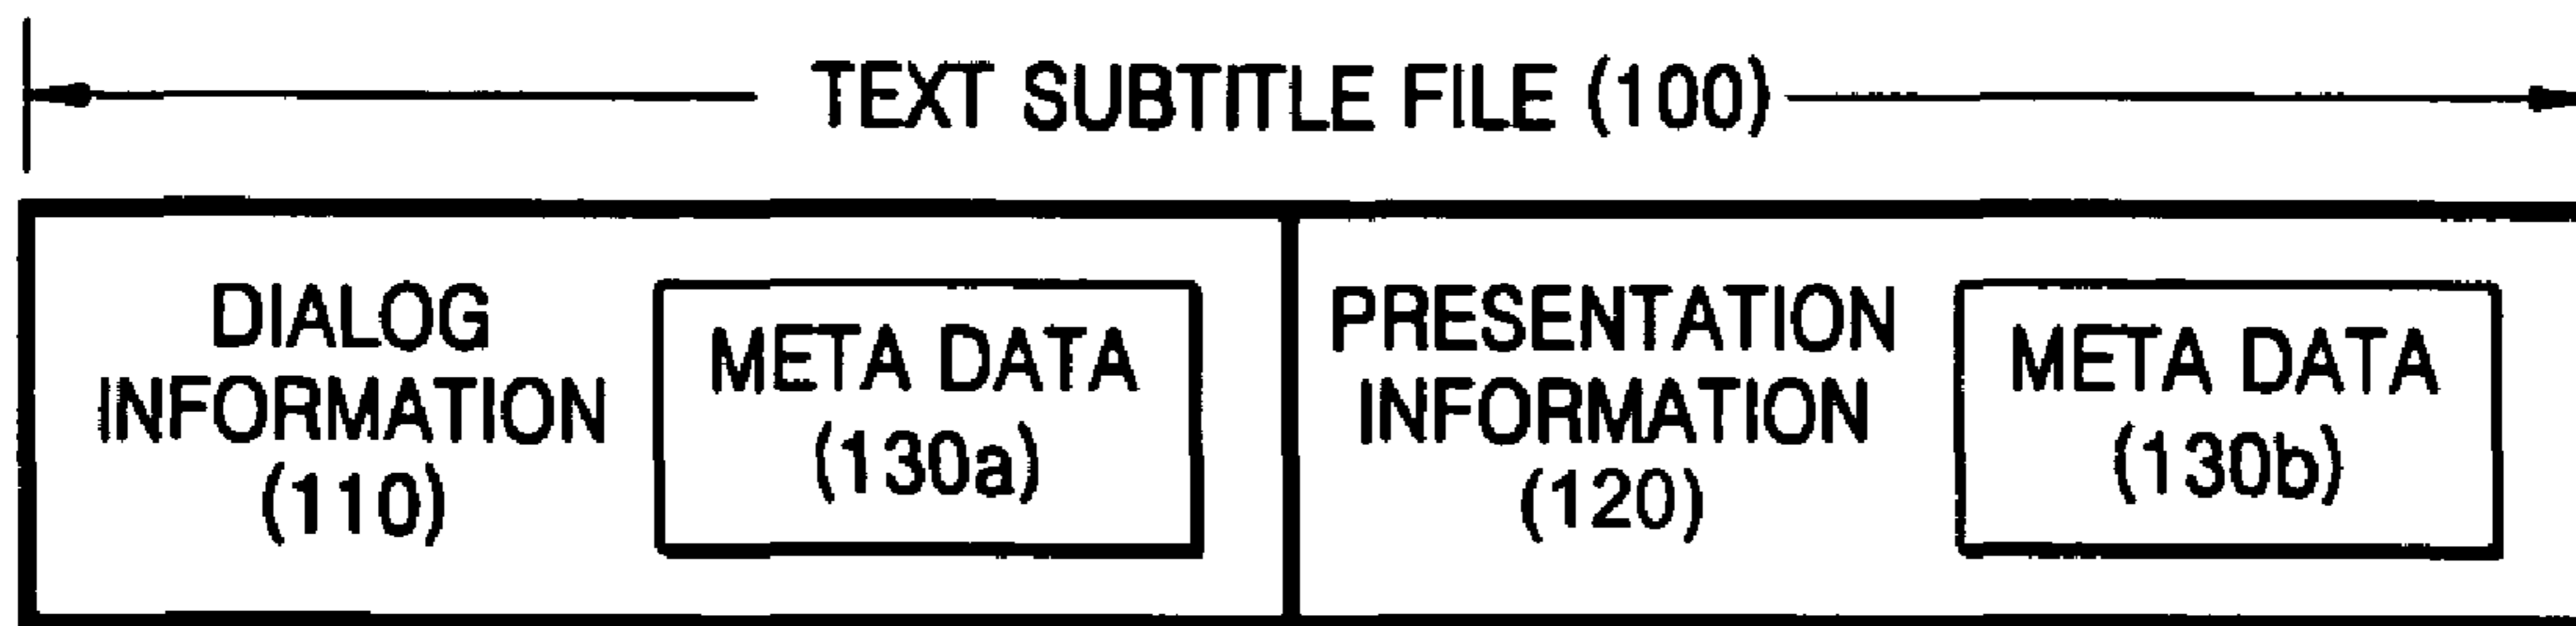 TEXT SUBTITLE FILE (100)
DIALOG
INFORMATION
(110)
META DATA
(130a)
PRESENTATION
INFORMATION
(120)
META DATA
(130b)